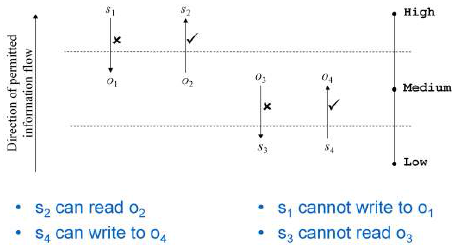 Direction of permitted
information flow
s₁ s₂ High
o₁ o₂ o₃ o₄ Medium
s₃ s₄
Low
• s₂ can read o₂
• s₄ can write to o₄
• s₁ cannot write to o₁
• s₃ cannot read o₃